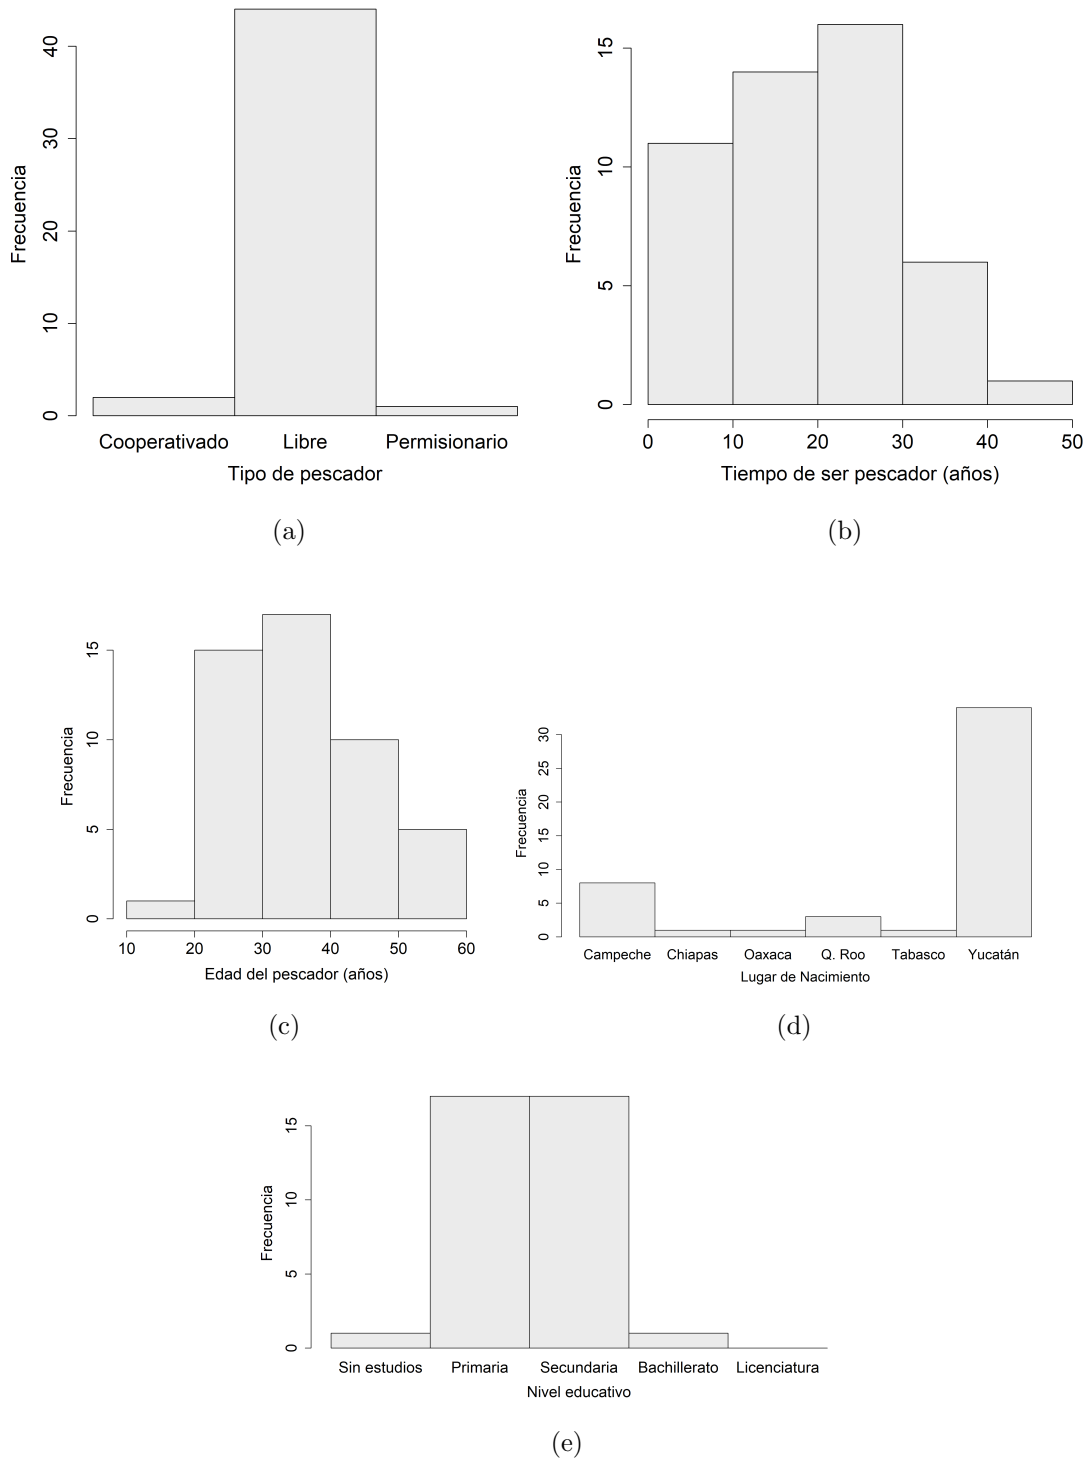 Frecuencia
0 10 20 30 40
Cooperativado Libre Permisionario
Tipo de pescador
(a)
Frecuencia
0 5 10 15
0 10 20 30 40 50
Tiempo de ser pescador (años)
(b)
Frecuencia
0 5 10 15
10 20 30 40 50 60
Edad del pescador (años)
(c)
Frecuencia
0 5 10 15 20 25 30
Campeche Chiapas Oaxaca Q. Roo Tabasco Yucatán
Lugar de Nacimiento
(d)
Frecuencia
0 5 10 15
Sin estudios Primaria Secundaria Bachillerato Licenciatura
Nivel educativo
(e)